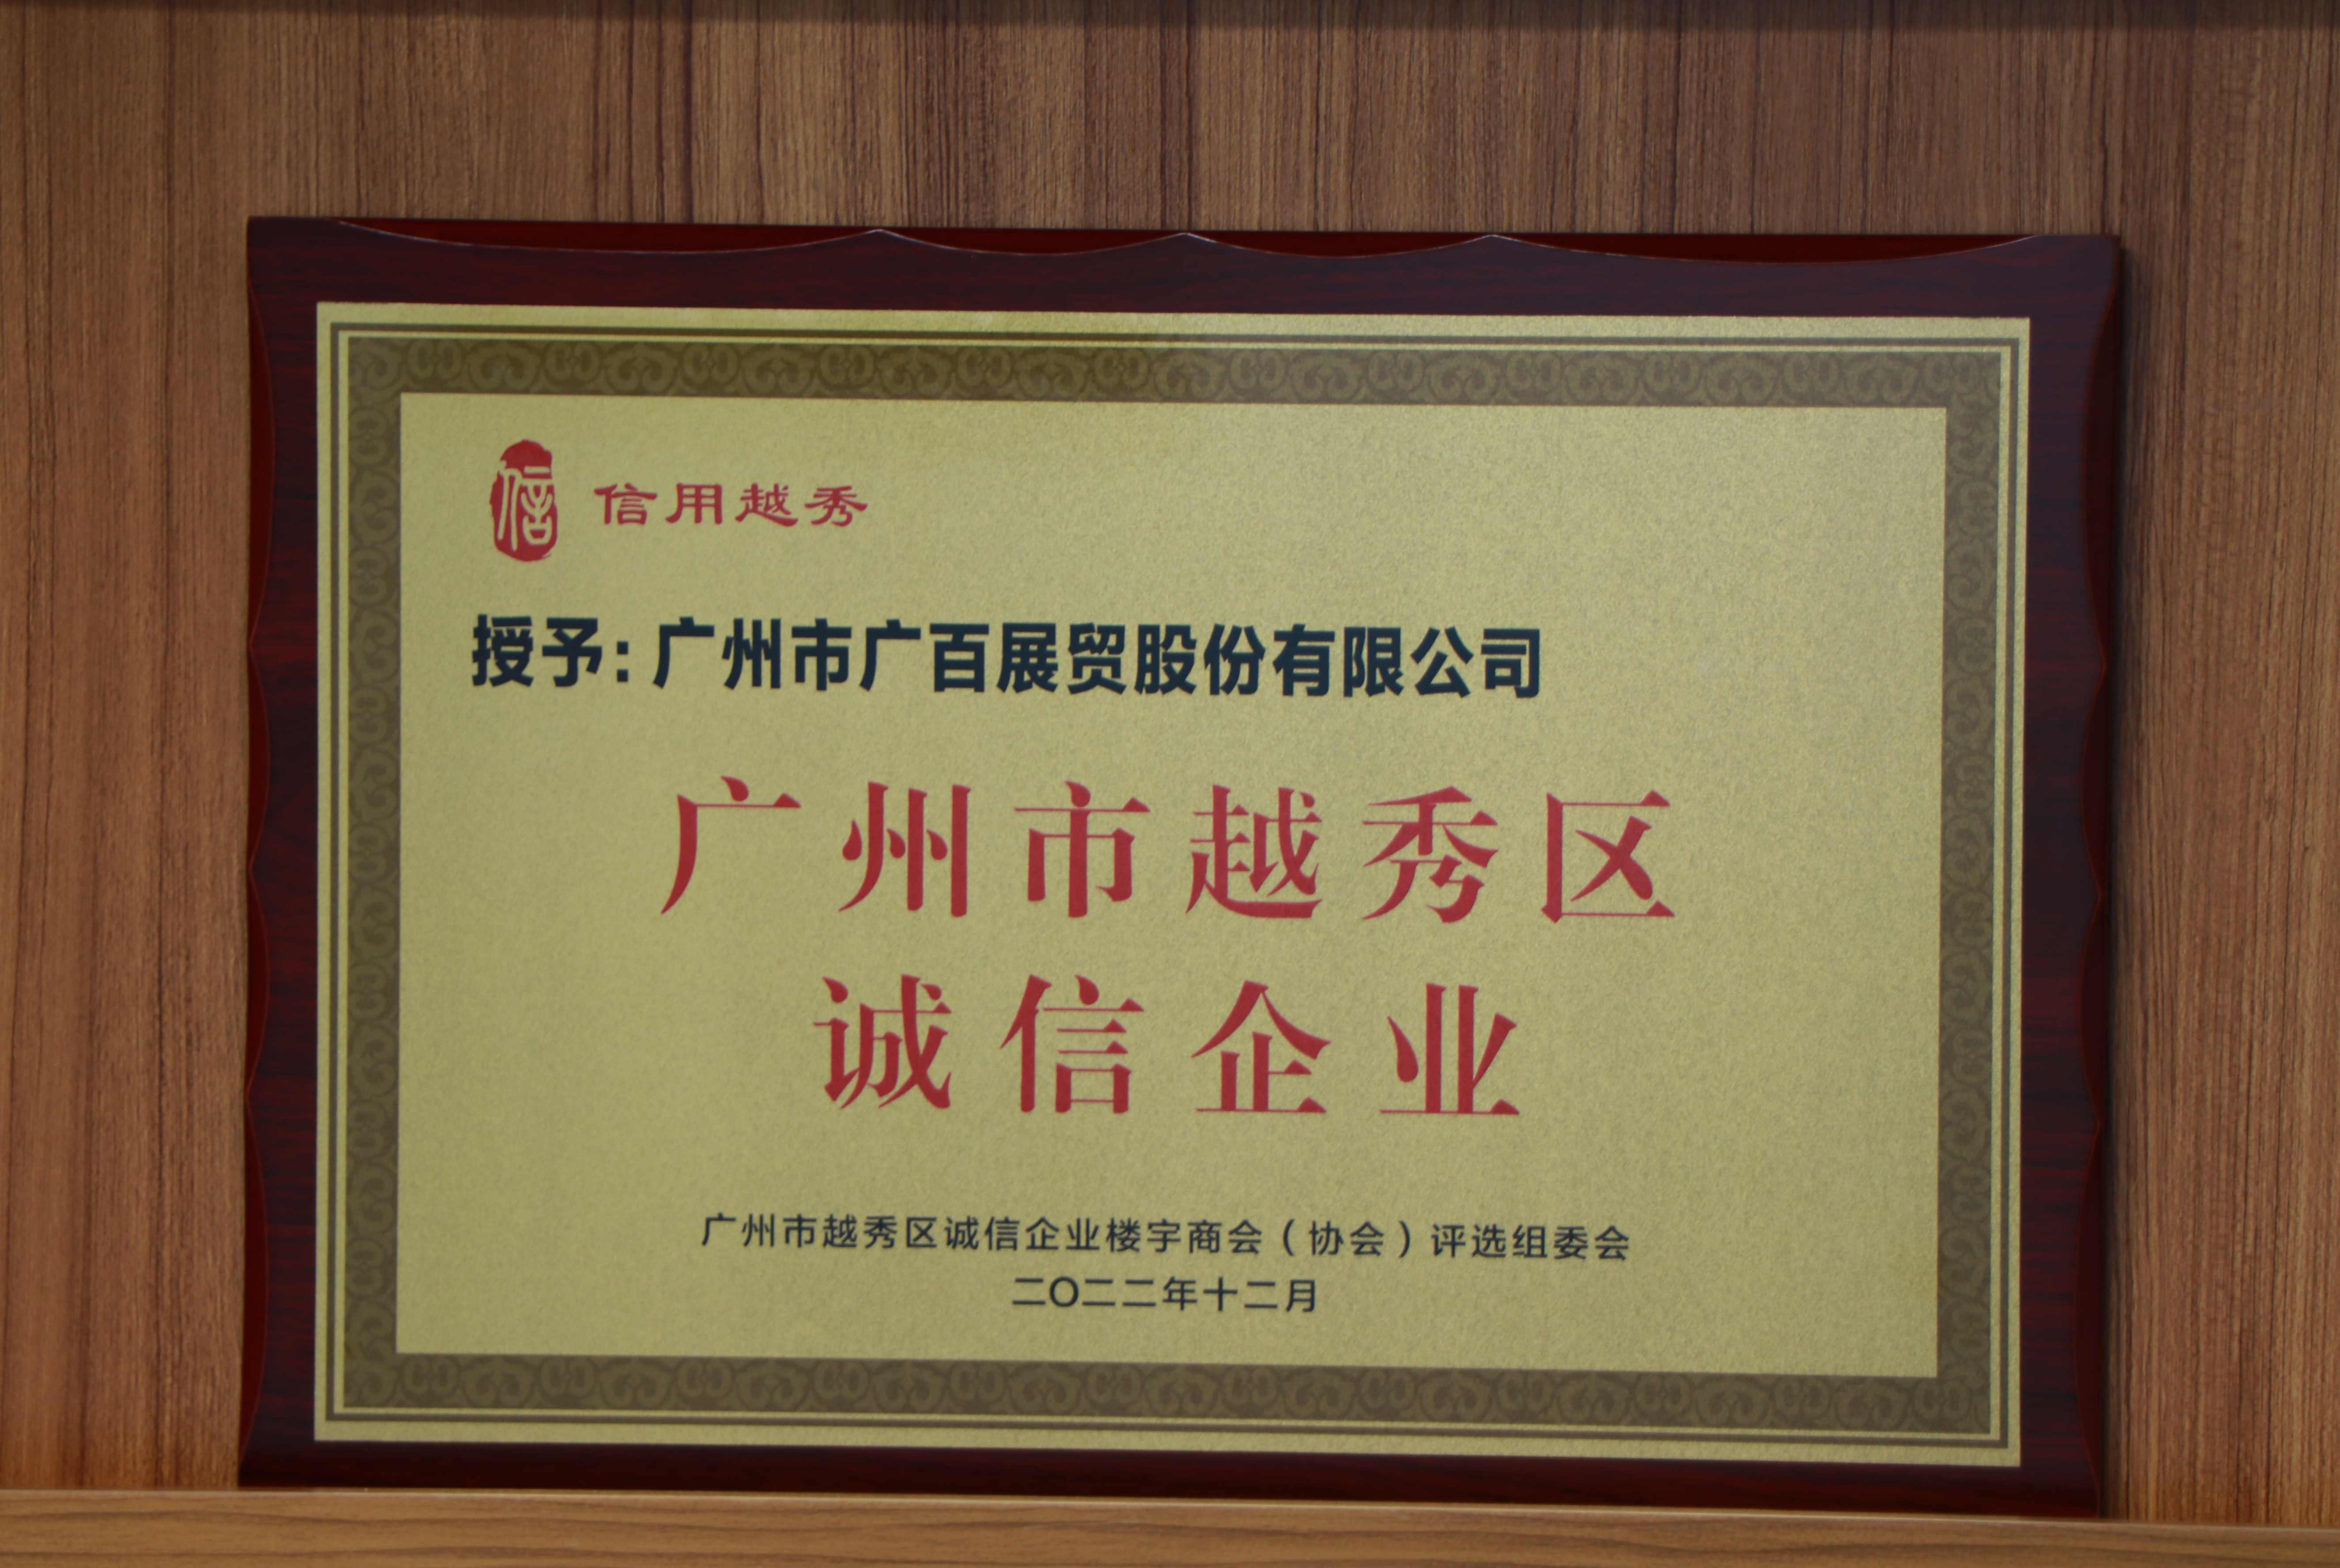 信 信用越秀
授予:广州市广百展贸股份有限公司
广州市越秀区
诚信企业
广州市越秀区诚信企业楼宇商会(协会)评选组委会
二〇二二年十二月